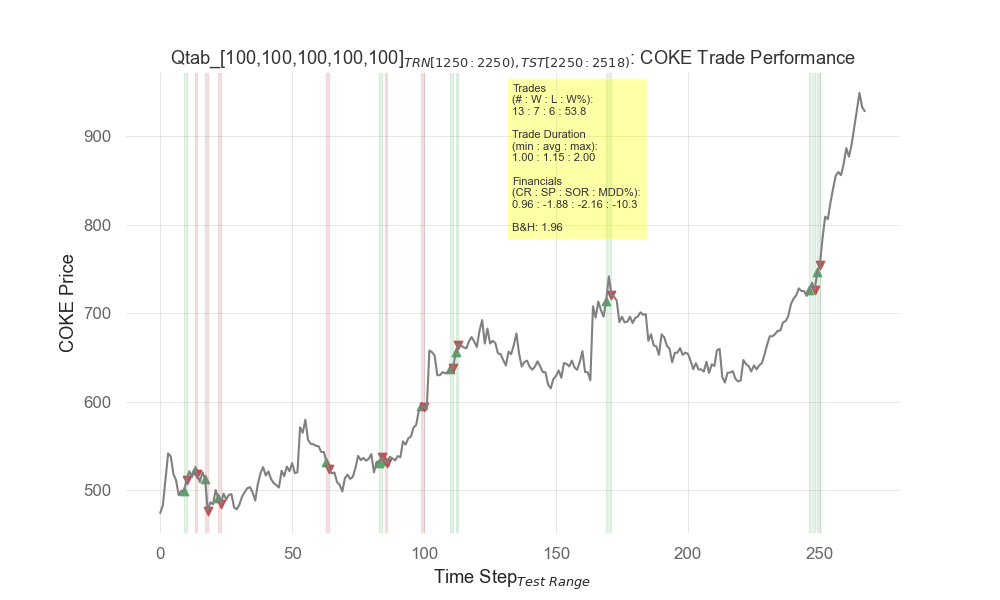 Qtab_[100,100,100,100,100]TRN[1250:2250),TST[2250:2518): COKE Trade Performance
Trades
(# : W : L : W%):
13 : 7 : 6 : 53.8
Trade Duration
(min : avg : max):
1.00 : 1.15 : 2.00
Financials
(CR : SP : SOR : MDD%):
0.96 : -1.88 : -2.16 : -10.3
B&H: 1.96
COKE Price
900
800
700
600
500
0 50 100 150 200 250
Time Step Test Range